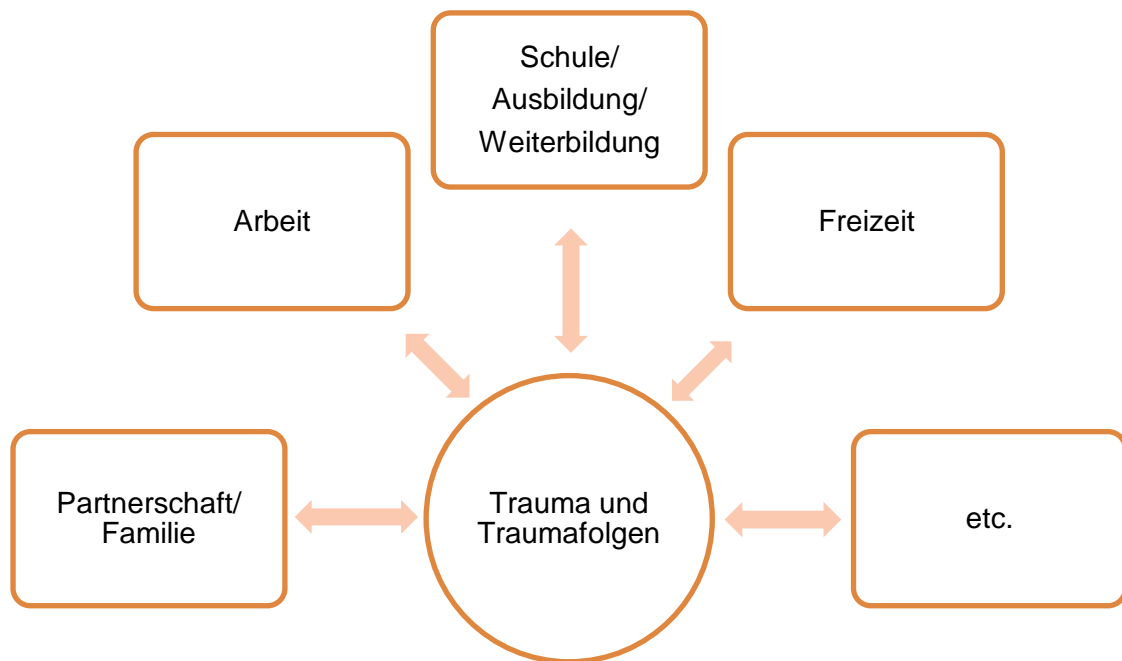 Schule/
Ausbildung/
Weiterbildung
Arbeit
Freizeit
Partnerschaft/
Familie
Trauma und
Traumafolgen
etc.